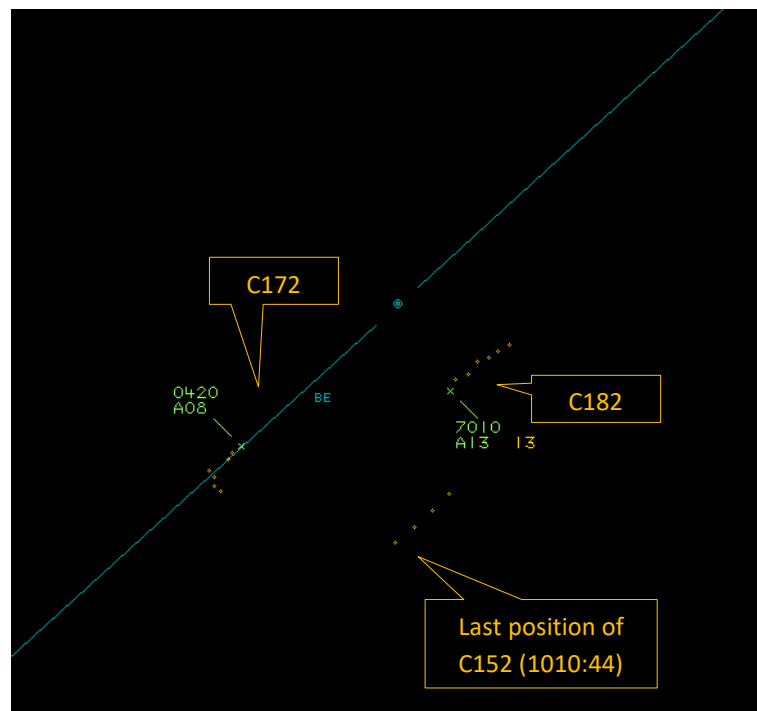 C172
0420
A08
BE
C182
7010
A13 13
Last position of
C152 (1010:44)